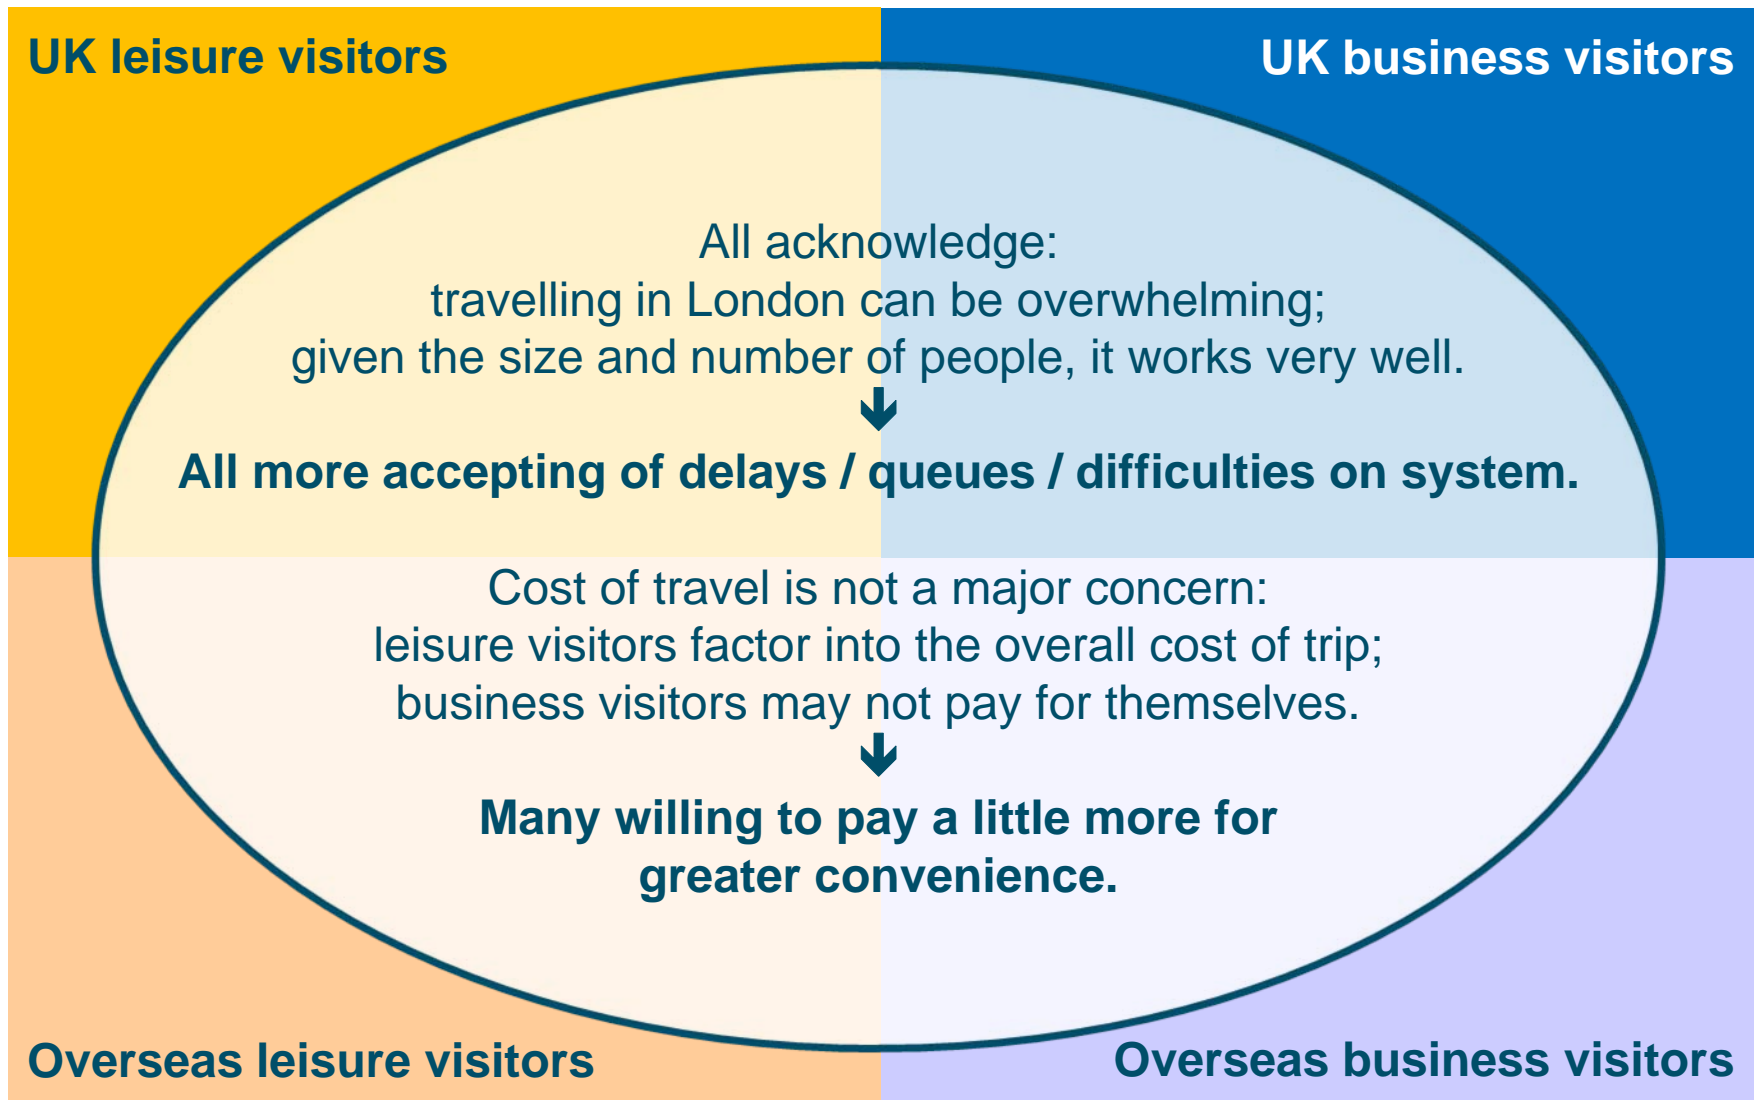 UK leisure visitors
UK business visitors
All acknowledge:
travelling in London can be overwhelming;
given the size and number of people, it works very well.
🡻
All more accepting of delays / queues / difficulties on system.
Cost of travel is not a major concern:
leisure visitors factor into the overall cost of trip;
business visitors may not pay for themselves.
🡻
Many willing to pay a little more for
greater convenience.
Overseas leisure visitors
Overseas business visitors